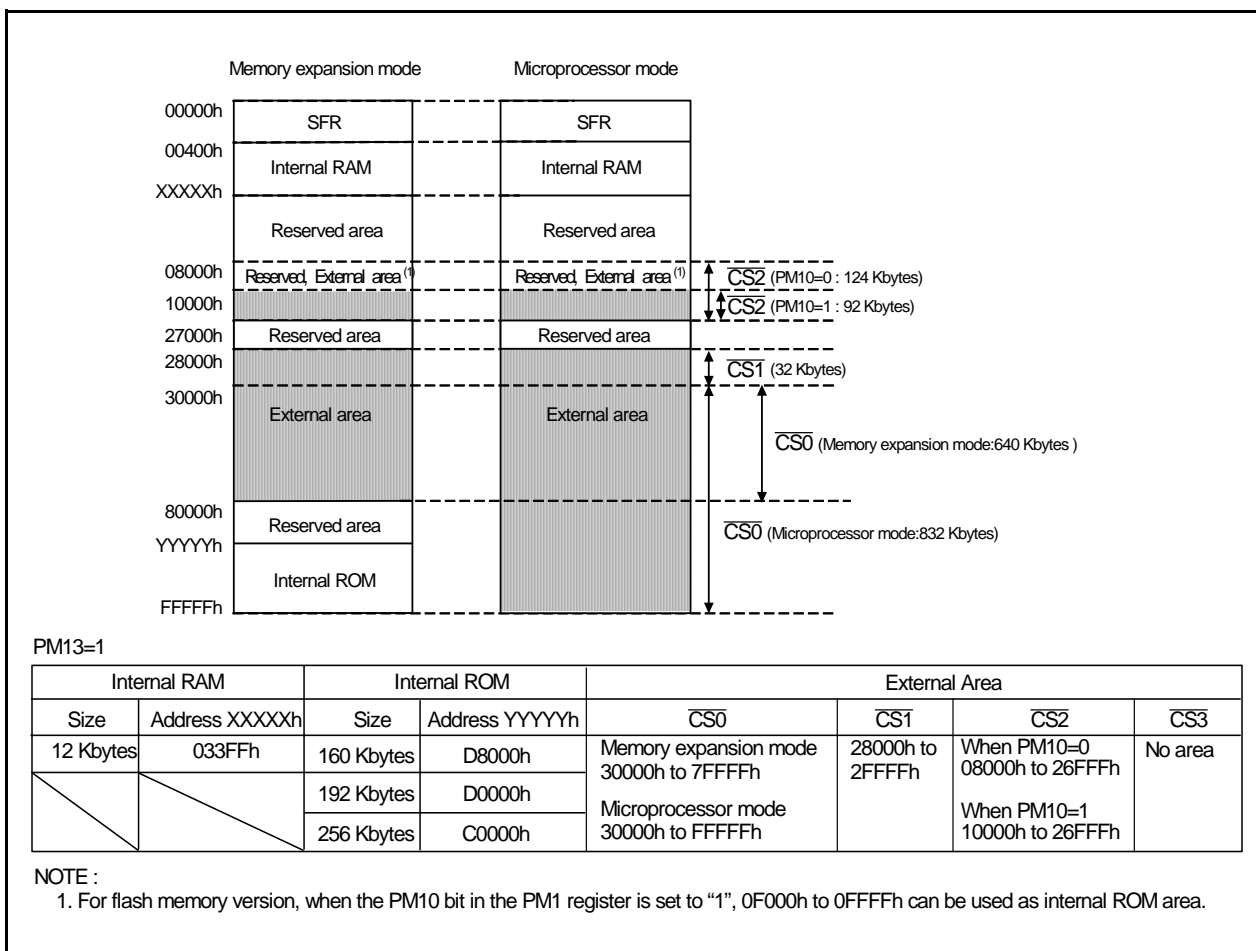 Memory expansion mode Microprocessor mode
00000h
SFR SFR
00400h
Internal RAM Internal RAM
XXXXXh
Reserved area Reserved area
08000h Reserved, External area (1) Reserved, External area (1) CS2 (PM10=0 : 124 Kbytes)
10000h CS2 (PM10=1 : 92 Kbytes)
27000h Reserved area Reserved area
28000h CS1 (32 Kbytes)
30000h
External area External area
CS0 (Memory expansion mode:640 Kbytes )
80000h Reserved area
CS0 (Microprocessor mode:832 Kbytes)
YYYYYh
Internal ROM
FFFFFh
PM13=1
Internal RAM Internal ROM External Area
Size Address XXXXXh Size Address YYYYYh CS0 CS1 CS2 CS3
12 Kbytes 033FFh 160 Kbytes D8000h Memory expansion mode 28000h to When PM10=0 No area
30000h to 7FFFFh 2FFFFh 08000h to 26FFFh
192 Kbytes D0000h
Microprocessor mode When PM10=1
256 Kbytes C0000h 30000h to FFFFFh 10000h to 26FFFh
NOTE :
1. For flash memory version, when the PM10 bit in the PM1 register is set to “1”, 0F000h to 0FFFFh can be used as internal ROM area.